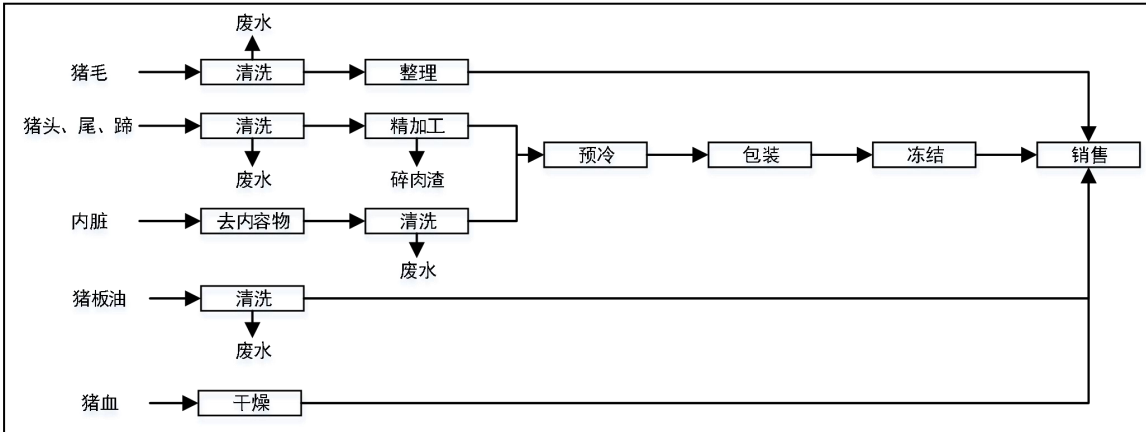 废水
猪毛
清洗
整理
猪头、尾、蹄
清洗
精加工
预冷
包装
冻结
销售
废水
碎肉渣
内脏
去内容物
清洗
废水
猪板油
清洗
废水
猪血
干燥